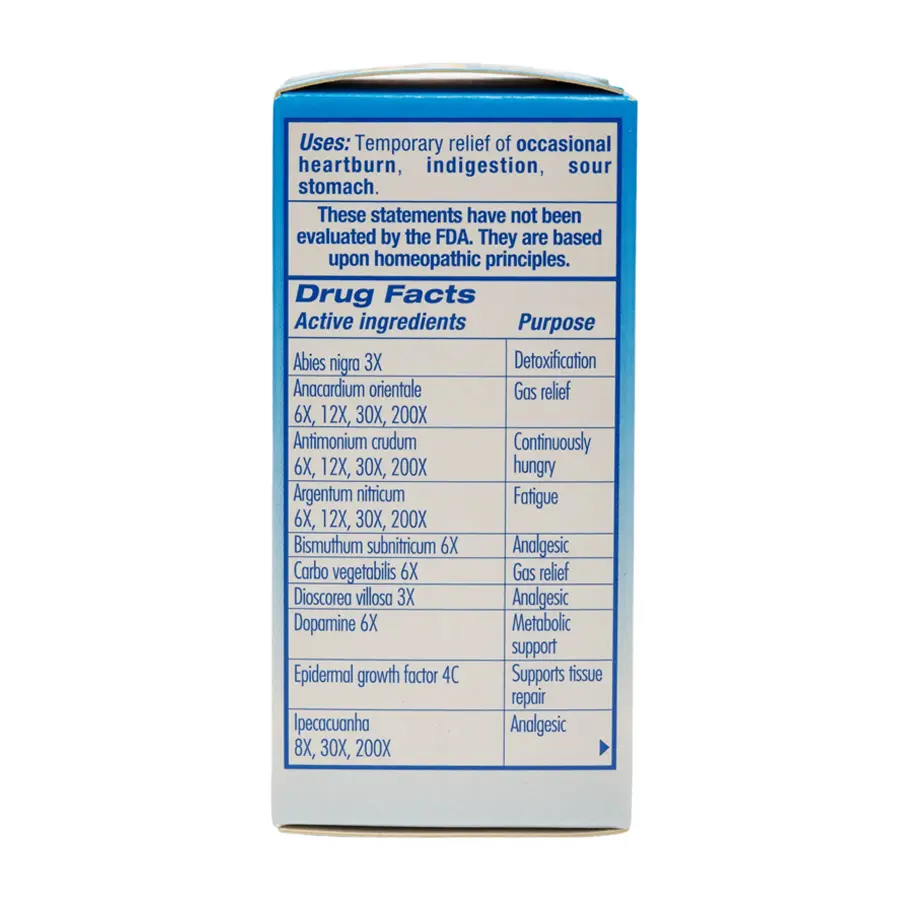 Uses: Temporary relief of occasional
heartburn, indigestion, sour
stomach.
These statements have not been
evaluated by the FDA. They are based
upon homeopathic principles.
Drug Facts
Active ingredients Purpose
Abies nigra 3X Detoxification
Anacardium orientale Gas relief
6X, 12X, 30X, 200X
Antimonium crudum Continuously
6X, 12X, 30X, 200X hungry
Argentum nitricum Fatigue
6X, 12X, 30X, 200X
Bismuthum subnitricum 6X Analgesic
Carbo vegetabilis 6X Gas relief
Dioscorea villosa 3X Analgesic
Dopamine 6X Metabolic
support
Epidermal growth factor 4C Supports tissue
repair
Ipecacuanha Analgesic
8X, 30X, 200X